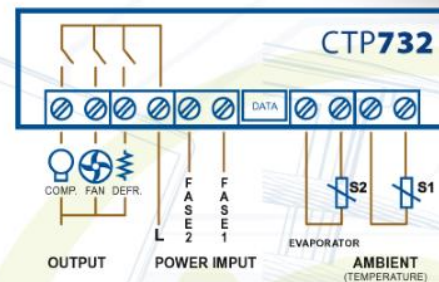 CTP732
DATA
COMP. FAN DEFR.
L
FASE2
FASE1
S2
S1
EVAPORATOR
OUTPUT
POWER IMPUT
AMBIENT
(TEMPERATURE)